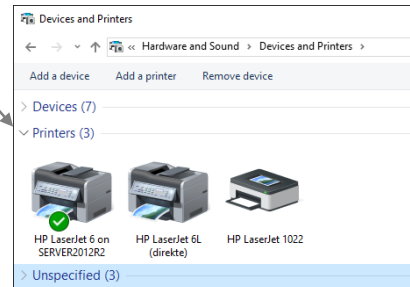 Devices and Printers
« Hardware and Sound > Devices and Printers >
Add a device Add a printer Remove device
> Devices (7)
Printers (3)
HP LaserJet 6 on
SERVER2012R2
HP LaserJet 6L
(direkte)
HP LaserJet 1022
> Unspecified (3)